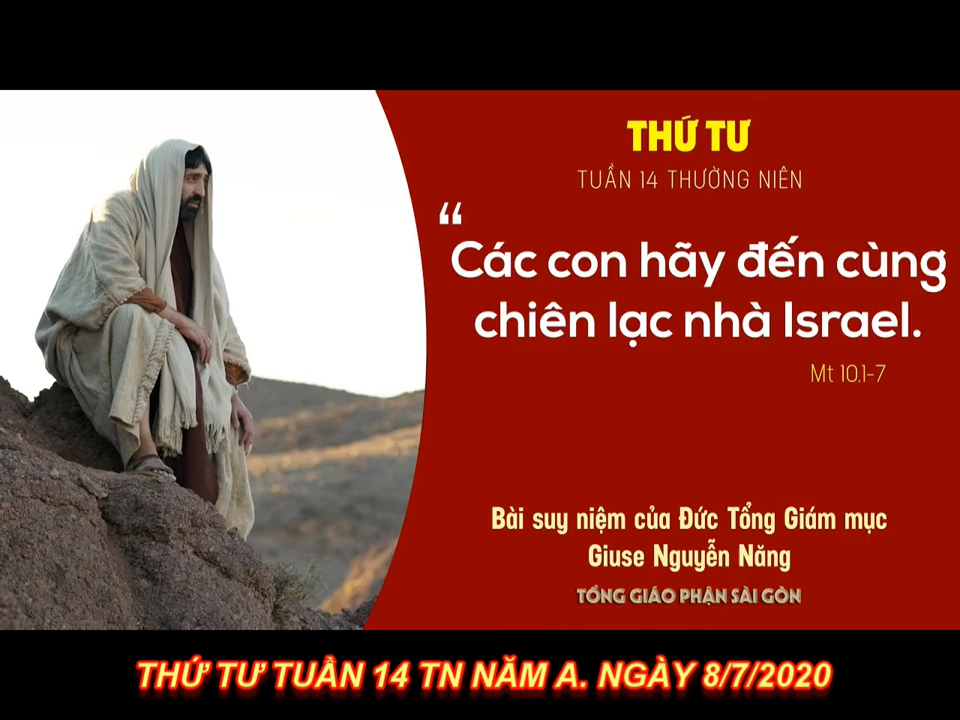 THỨ TƯ
TUẦN 14 THƯỜNG NIÊN
“
Các con hãy đến cùng
chiên lạc nhà Israel.
Mt 10,1-7
Bài suy niệm của Đức Tổng Giám mục
Giuse Nguyễn Năng
TỔNG GIÁO PHẬN SÀI GÒN
THỨ TƯ TUẦN 14 TN NĂM A. NGÀY 8/7/2020